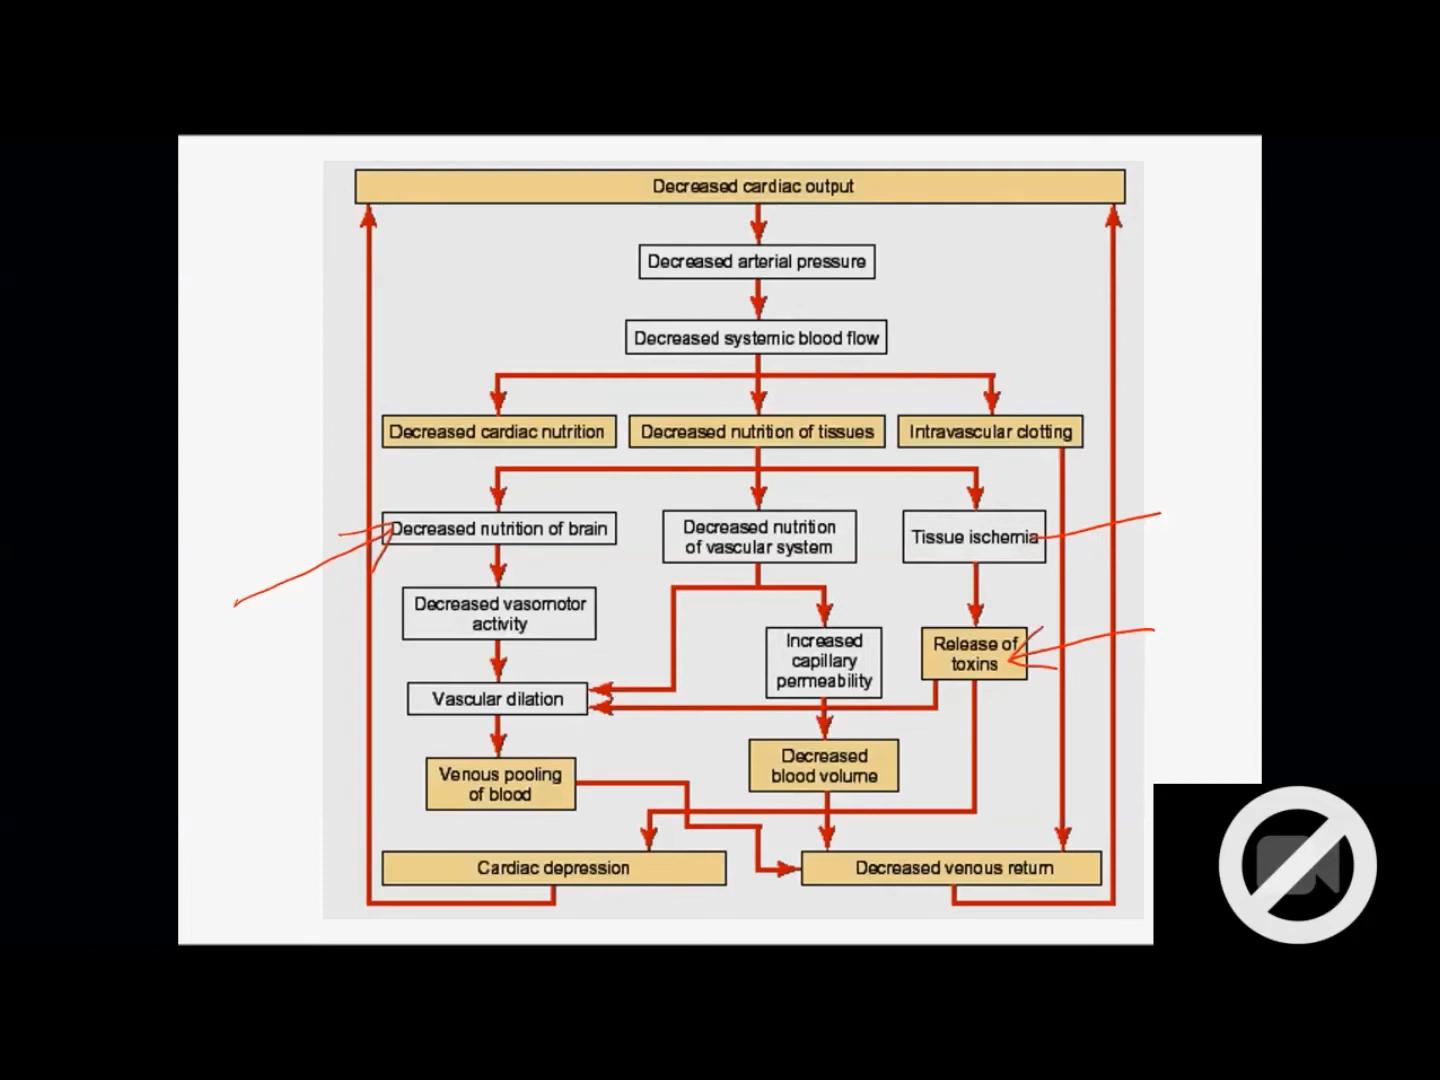 Decreased cardiac output
Decreased arterial pressure
Decreased systemic blood flow
Decreased cardiac nutrition
Decreased nutrition of tissues
Intravascular clotting
Decreased nutrition of brain
Decreased nutrition
of vascular system
Tissue ischemia
Decreased vasomotor
activity
Increased
capillary
permeability
Release of
toxins
Vascular dilation
Venous pooling
of blood
Decreased
blood volume
Cardiac depression
Decreased venous return